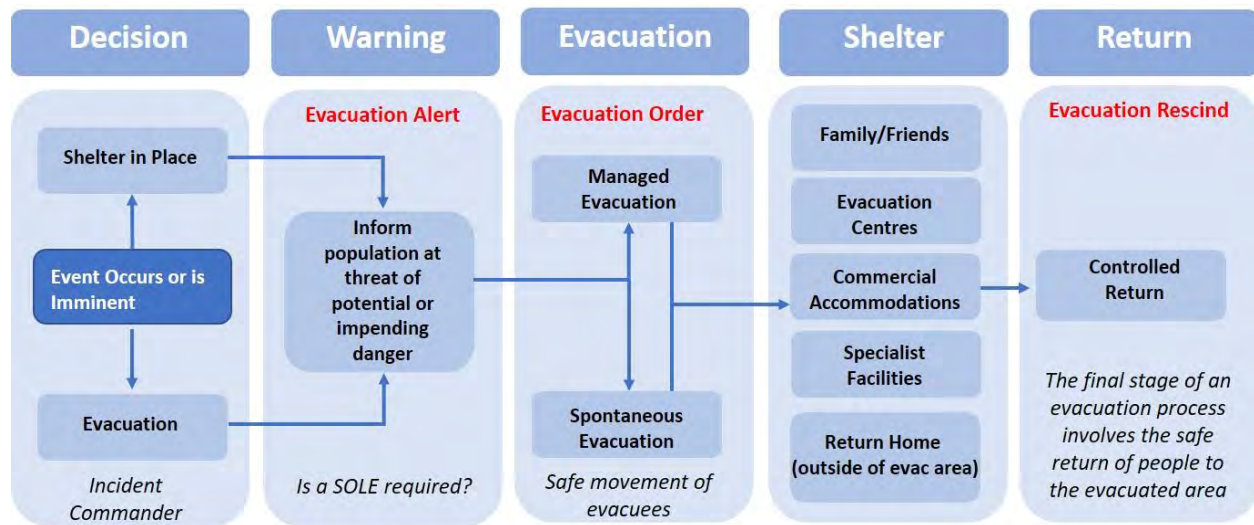 Decision
Warning
Evacuation
Shelter
Return
Shelter in Place
Event Occurs or is
Imminent
Evacuation
Incident
Commander
Evacuation Alert
Inform
population at
threat of
potential or
impending
danger
Is a SOLE required?
Evacuation Order
Managed
Evacuation
Spontaneous
Evacuation
Safe movement of
evacuees
Family/Friends
Evacuation
Centres
Commercial
Accommodations
Specialist
Facilities
Return Home
(outside of evac area)
Evacuation Rescind
Controlled
Return
The final stage of an
evacuation process
involves the safe
return of people to
the evacuated area